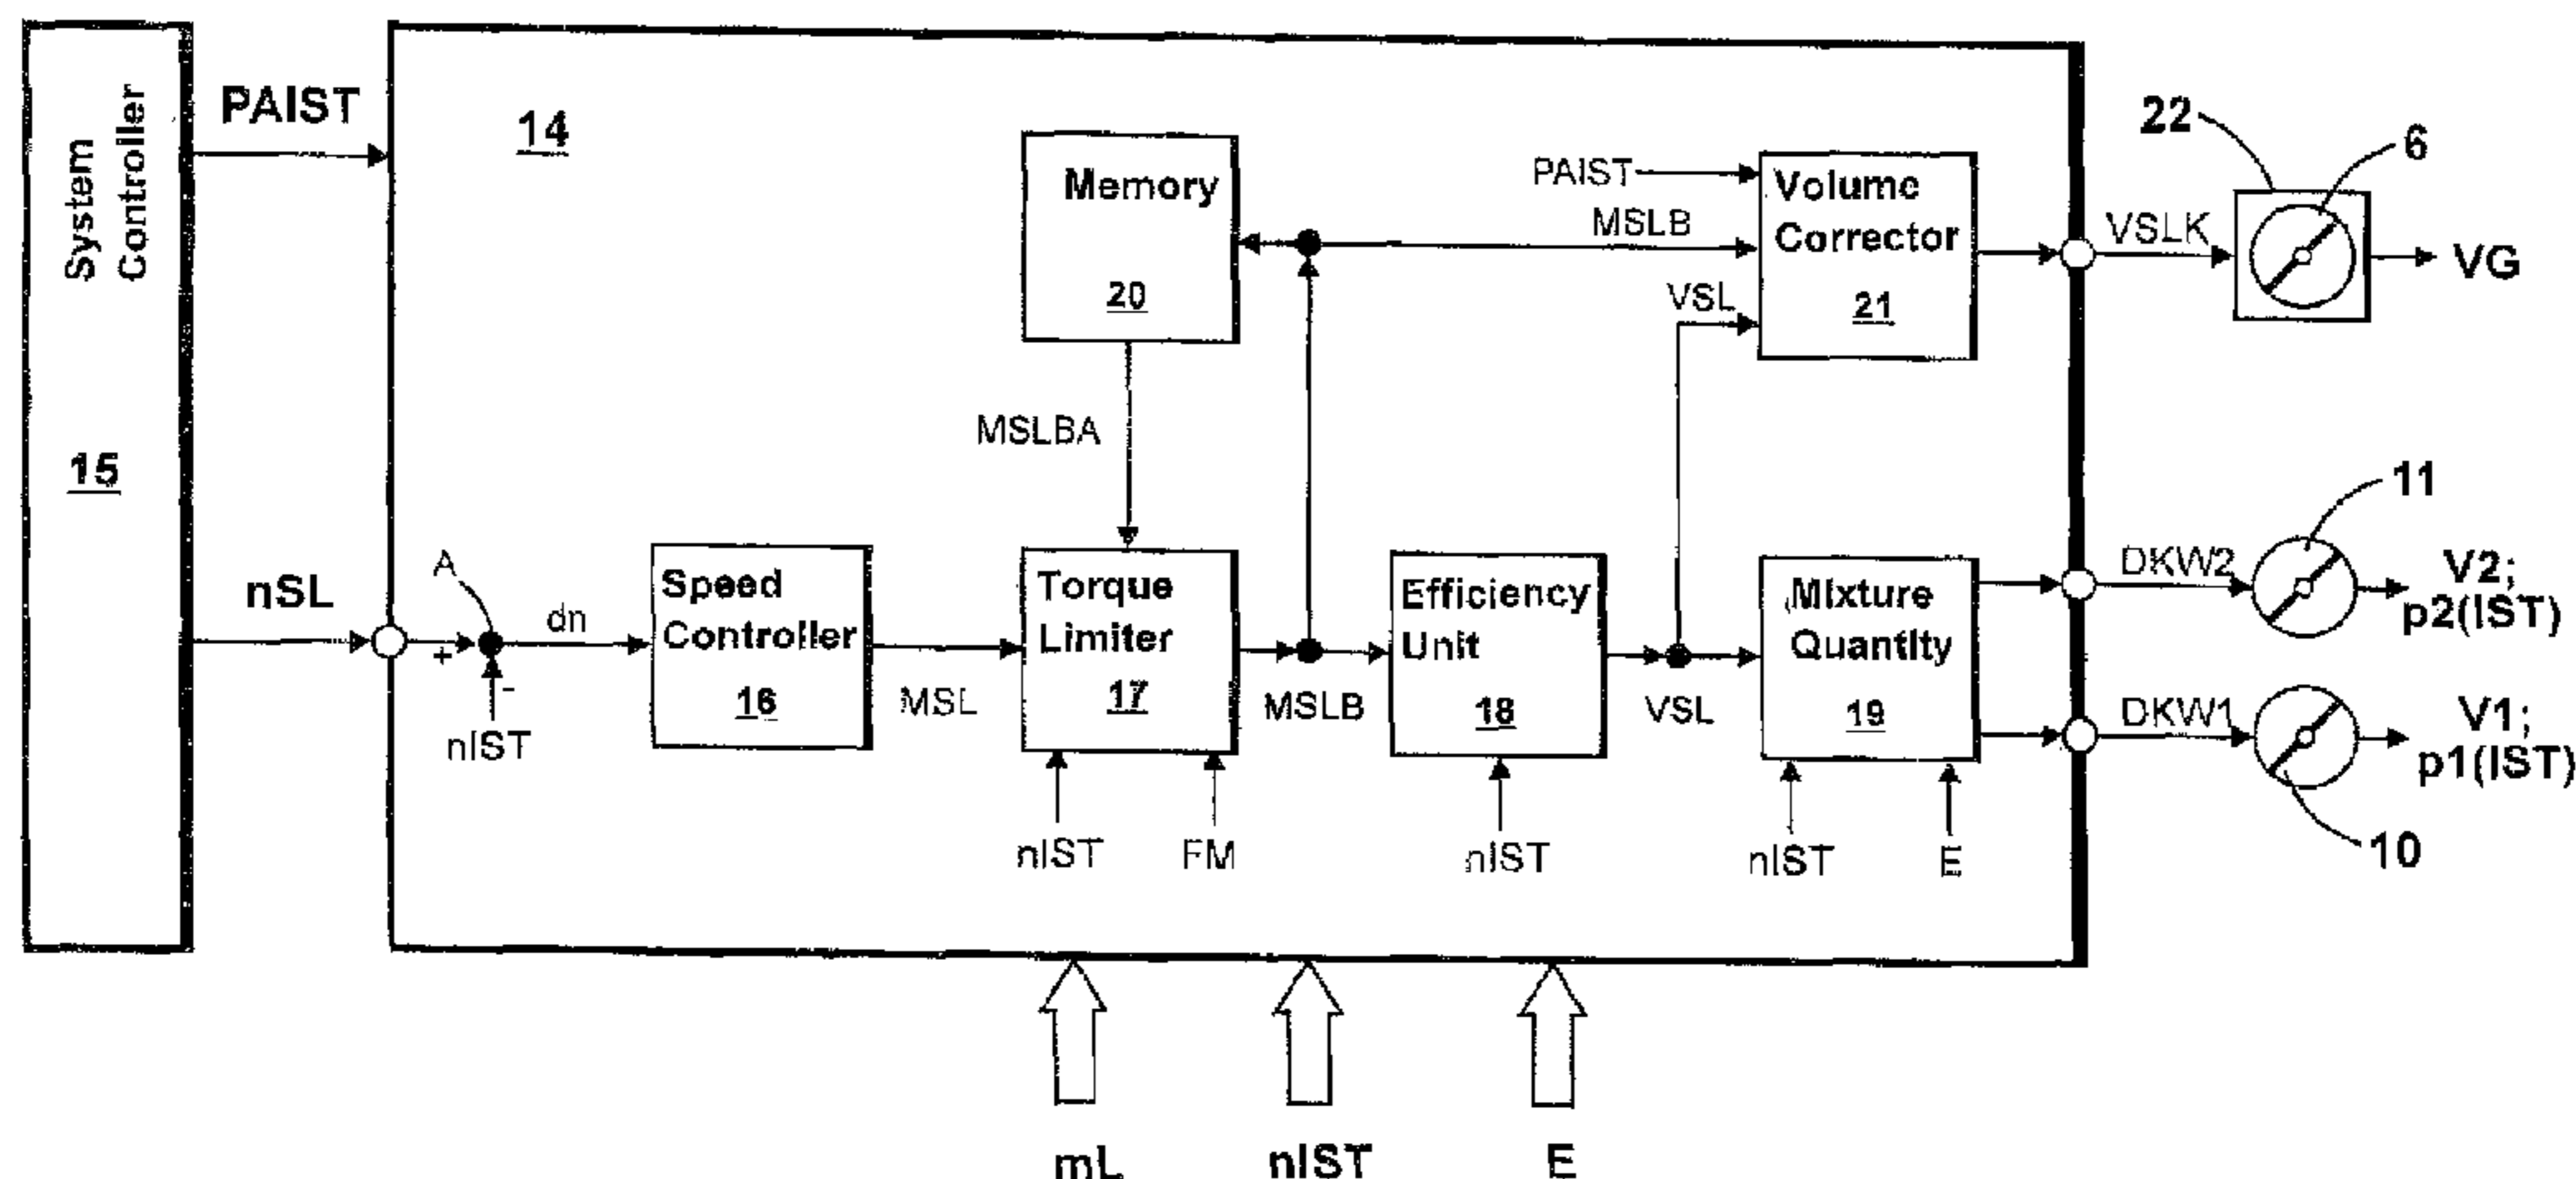 System
Controller
15
PAIST
nSL
14
Memory
20
PAIST
MSLB
VSL
Volume
Corrector
21
VSLK
22
6
VG
MSLBA
A
+
-
nIST
dn
Speed
Controller
16
MSL
Torque
Limiter
17
nIST
FM
MSLB
Efficiency
Unit
18
nIST
VSL
Mixture
Quantity
19
nIST
E
DKW2
11
V2;
p2(IST)
DKW1
V1;
p1(IST)
10
mL
nIST
E